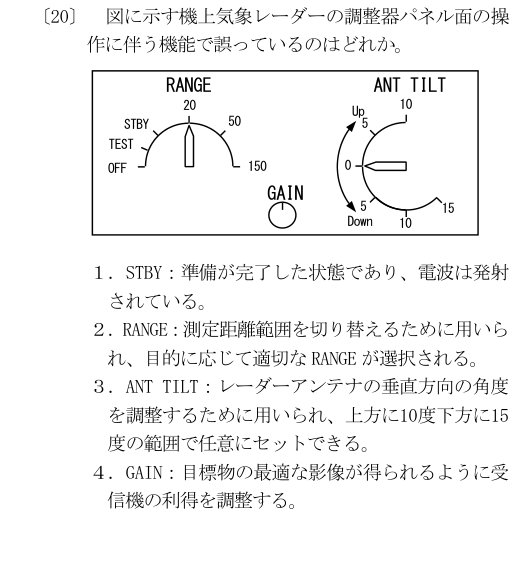 〔20〕 図に示す機上気象レーダーの調整器パネル面の操
作に伴う機能で誤っているのはどれか。
RANGE
ANT TILT
20
10
Up
STBY
50
5
TEST
OFF
150
0
GAIN
5
15
Down
10
1．STBY：準備が完了した状態であり、電波は発射
されている。
2．RANGE：測定距離範囲を切り替えるために用いら
れ、目的に応じて適切な RANGE が選択される。
3．ANT TILT：レーダーアンテナの垂直方向の角度
を調整するために用いられ、上方に10度下方に15
度の範囲で任意にセットできる。
4．GAIN：目標物の最適な影像が得られるように受
信機の利得を調整する。